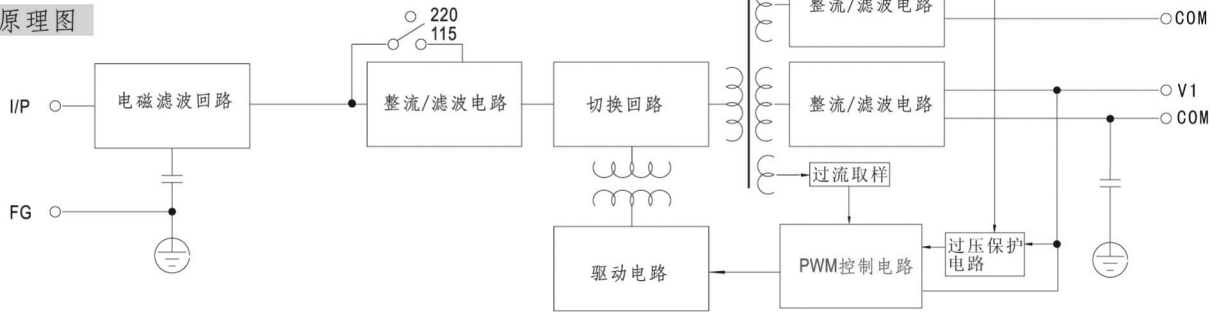 原理图
220
115
整流/滤波电路
COM
I/P
电磁滤波回路
整流/滤波电路
切换回路
整流/滤波电路
V1
COM
过流取样
FG
驱动电路
PWM控制电路
过压保护
电路